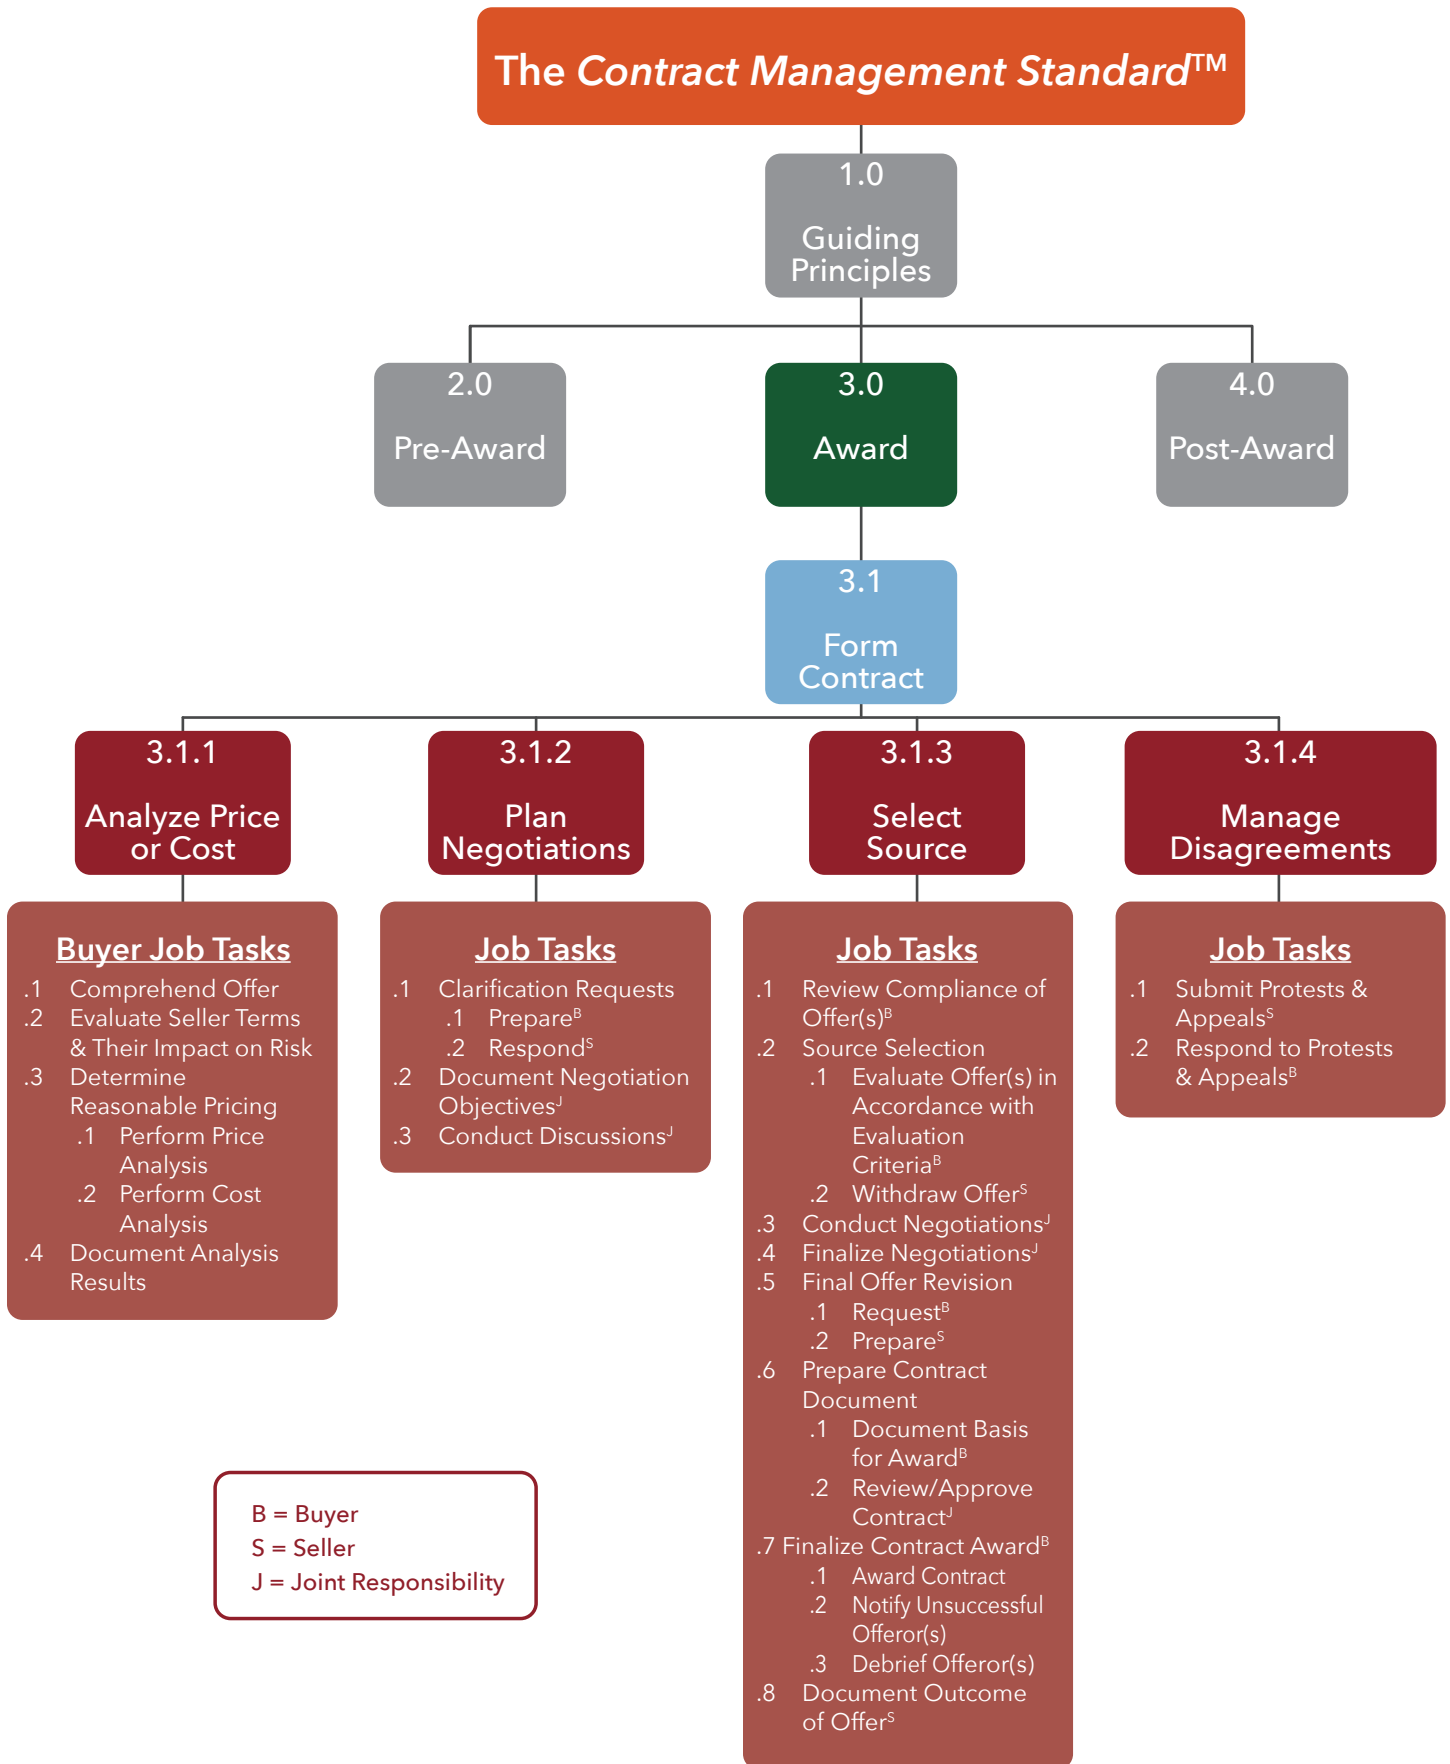 The Contract Management Standard™
1.0
Guiding
Principles
2.0
Pre-Award
3.0
Award
4.0
Post-Award
3.1
Form
Contract
3.1.1
Analyze Price
or Cost
3.1.2
Plan
Negotiations
3.1.3
Select
Source
3.1.4
Manage
Disagreements
Buyer Job Tasks
.1 Comprehend Offer
.2 Evaluate Seller Terms
& Their Impact on Risk
.3 Determine
Reasonable Pricing
.1 Perform Price
Analysis
.2 Perform Cost
Analysis
.4 Document Analysis
Results
Job Tasks
.1 Clarification Requests
.1 Prepareᴮ
.2 Respondˢ
.2 Document Negotiation
Objectivesᴶ
.3 Conduct Discussionsᴶ
Job Tasks
.1 Review Compliance of
Offer(s)ᴮ
.2 Source Selection
.1 Evaluate Offer(s) in
Accordance with
Evaluation
Criteriaᴮ
.2 Withdraw Offerˢ
.3 Conduct Negotiationsᴶ
.4 Finalize Negotiationsᴶ
.5 Final Offer Revision
.1 Requestᴮ
.2 Prepareˢ
.6 Prepare Contract
Document
.1 Document Basis
for Awardᴮ
.2 Review/Approve
Contractᴶ
.7 Finalize Contract Awardᴮ
.1 Award Contract
.2 Notify Unsuccessful
Offeror(s)
.3 Debrief Offeror(s)
.8 Document Outcome
of Offerˢ
Job Tasks
.1 Submit Protests &
Appealsˢ
.2 Respond to Protests
& Appealsᴮ
B = Buyer
S = Seller
J = Joint Responsibility